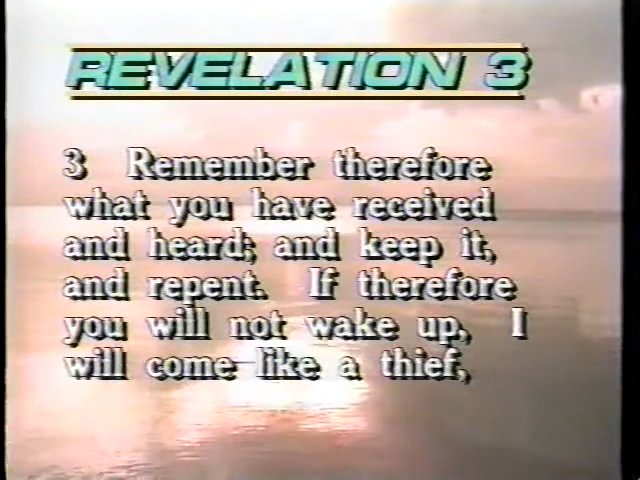 REVELATION 3
3 Remember therefore
what you have received
and heard; and keep it,
and repent. If therefore
you will not wake up, I
will come like a thief,